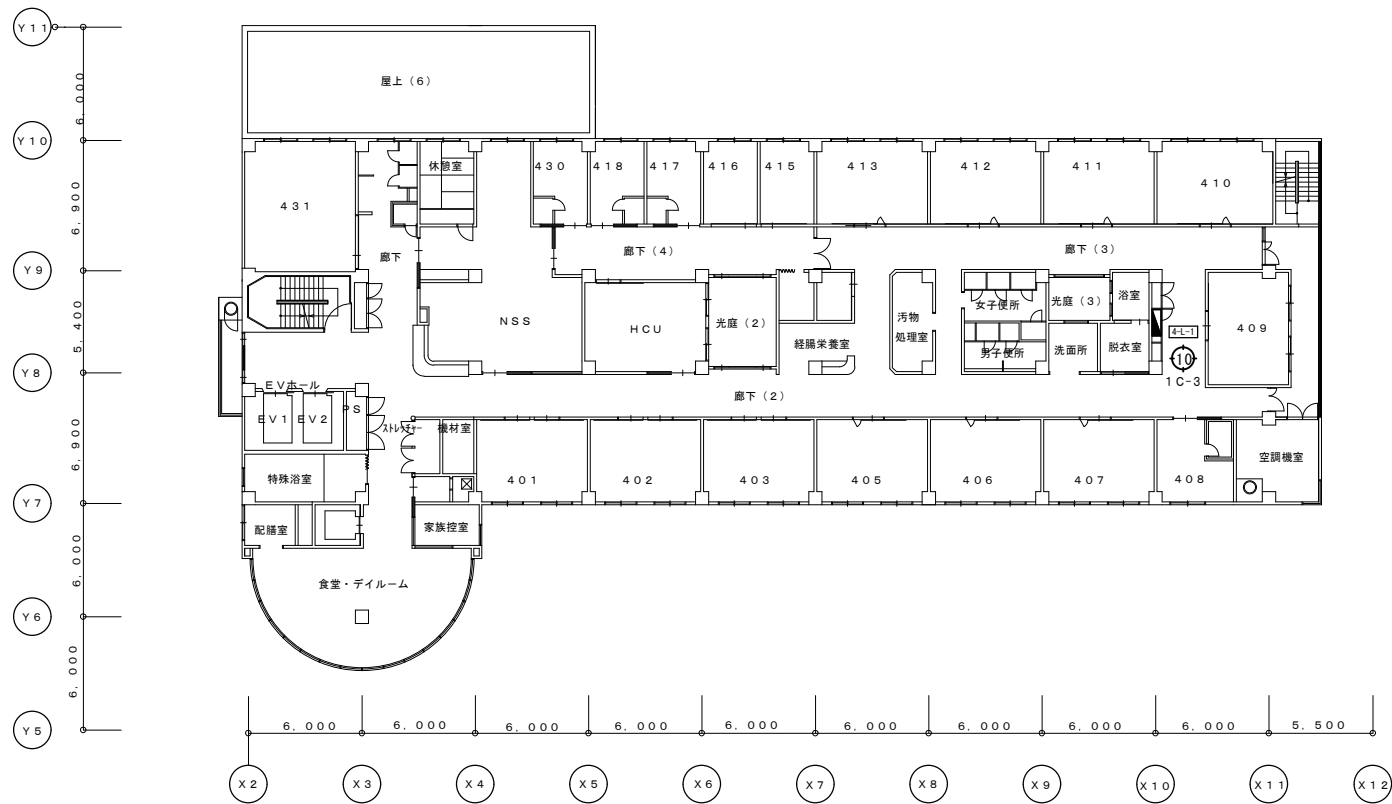 Ｙ１１
６，０００
屋上（６）
Ｙ１０
休憩室
４３０
４１８
４１７
４１６
４１５
４１３
４１２
４１１
４１０
６，９００
４３１
廊下
廊下（４）
廊下（３）
Ｙ９
５，４００
ＮＳＳ
ＨＣＵ
光庭（２）
経腸栄養室
汚物
処理室
女子便所
男子便所
光庭（３）
浴室
洗面所
脱衣室
4-L-1
10
１Ｃ-３
４０９
Ｙ８
ＥＶホール
廊下（２）
ＥＶ１
ＥＶ２
ＰＳ
ｽﾄﾚｯﾁｬｰ
機材室
６，９００
特殊浴室
４０１
４０２
４０３
４０５
４０６
４０７
４０８
空調機室
Ｙ７
配膳室
家族控室
６，０００
食堂・デイルーム
Ｙ６
６，０００
Ｙ５
６，０００
６，０００
６，０００
６，０００
６，０００
６，０００
６，０００
６，０００
６，０００
５，５００
Ｘ２
Ｘ３
Ｘ４
Ｘ５
Ｘ６
Ｘ７
Ｘ８
Ｘ９
Ｘ１０
Ｘ１１
Ｘ１２